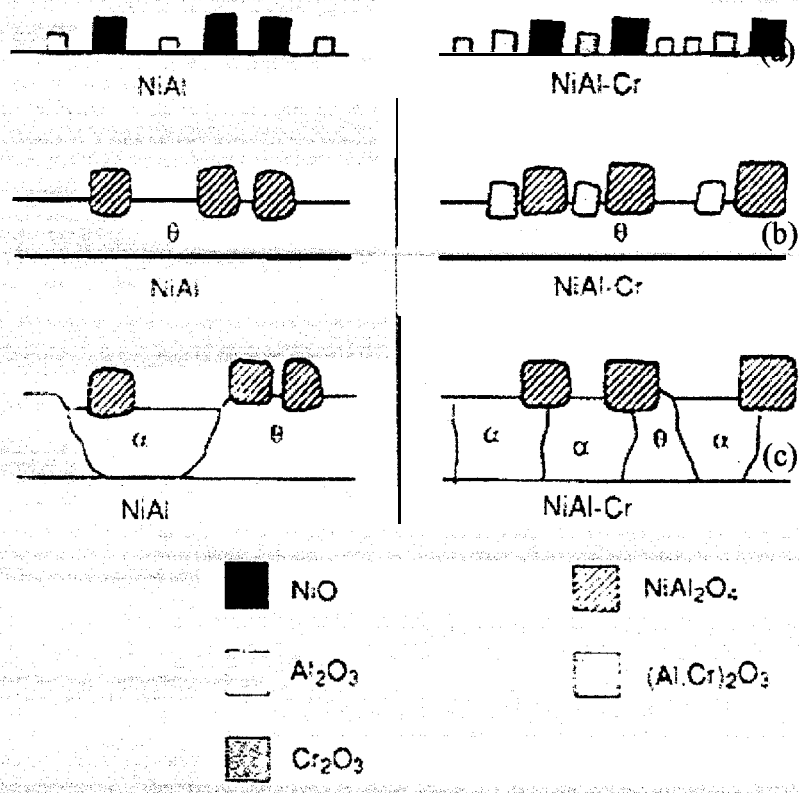 (a)
NiAl NiAl-Cr
θ θ (b)
NiAl NiAl-Cr
α θ α α θ α (c)
NiAl NiAl-Cr
NiO NiAl₂O₄
Al₂O₃ (Al,Cr)₂O₃
Cr₂O₃